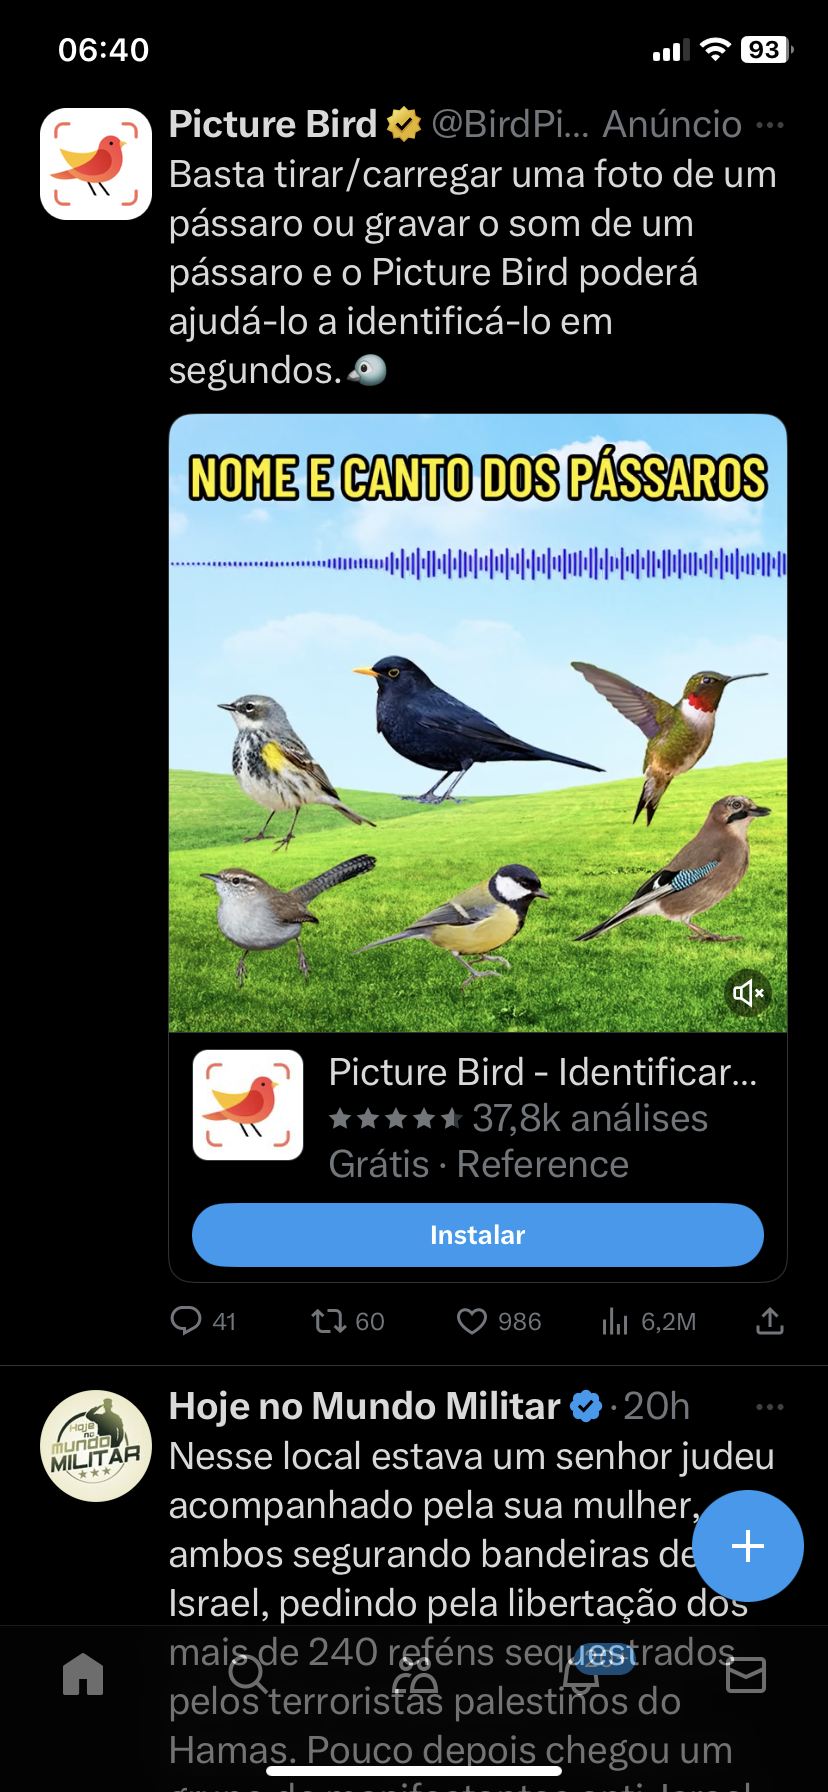 06:40
93
Picture Bird @BirdPi... Anúncio
Basta tirar/carregar uma foto de um
pássaro ou gravar o som de um
pássaro e o Picture Bird poderá
ajudá-lo a identificá-lo em
segundos.
NOME E CANTO DOS PÁSSAROS
Picture Bird - Identificar...
37,8k análises
Grátis · Reference
Instalar
41 60 986 6,2M
Hoje no Mundo Militar · 20h
Hoje
no
mundo
MILITAR
Nesse local estava um senhor judeu
acompanhado pela sua mulher,
ambos segurando bandeiras de
Israel, pedindo pela libertação dos
mais de 240 reféns sequestrados
pelos terroristas palestinos do
Hamas. Pouco depois chegou um